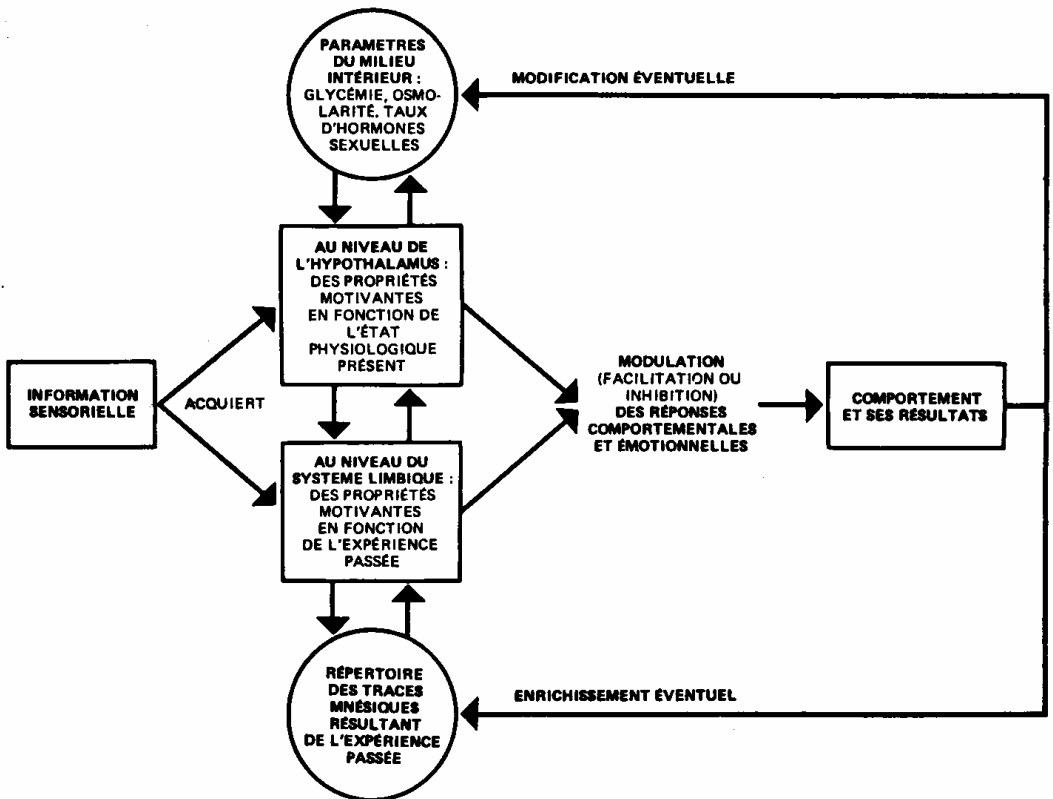 PARAMETRES
DU MILIEU
INTÉRIEUR :
GLYCÉMIE, OSMO-
LARITÉ, TAUX
D'HORMONES
SEXUELLES
MODIFICATION ÉVENTUELLE
AU NIVEAU DE
L'HYPOTHALAMUS :
DES PROPRIÉTÉS
MOTIVANTES
EN FONCTION DE
L'ÉTAT
PHYSIOLOGIQUE
PRÉSENT
INFORMATION
SENSORIELLE
ACQUIERT
MODULATION
(FACILITATION OU
INHIBITION)
DES RÉPONSES
COMPORTEMENTALES
ET ÉMOTIONNELLES
COMPORTEMENT
ET SES RÉSULTATS
AU NIVEAU DU
SYSTEME LIMBIQUE :
DES PROPRIÉTÉS
MOTIVANTES
EN FONCTION
DE L'EXPÉRIENCE
PASSÉE
RÉPERTOIRE
DES TRACES
MNÉSIQUES
RÉSULTANT
DE L'EXPÉRIENCE
PASSÉE
ENRICHISSEMENT ÉVENTUEL